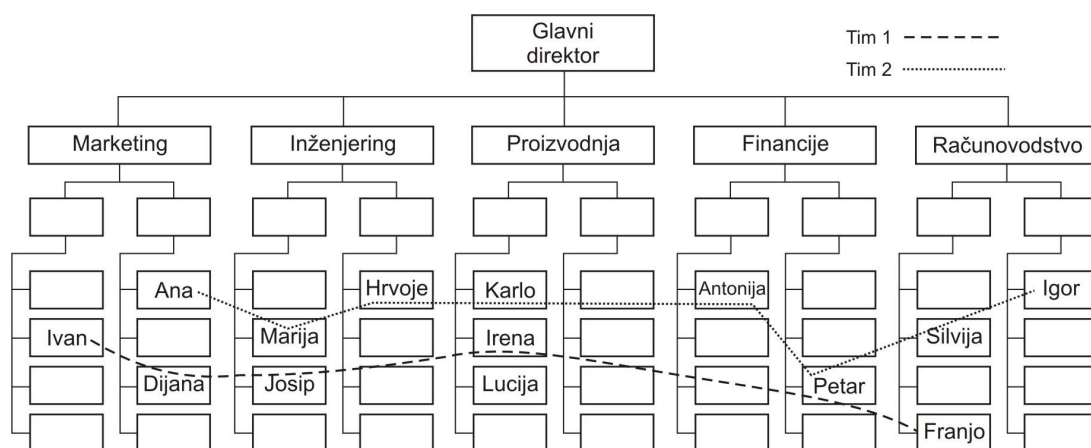 Glavni
direktor
Tim 1
Tim 2
Marketing
Inženjering
Proizvodnja
Financije
Računovodstvo
Ana
Hrvoje
Karlo
Antonija
Igor
Ivan
Marija
Irena
Silvija
Dijana
Josip
Lucija
Petar
Franjo